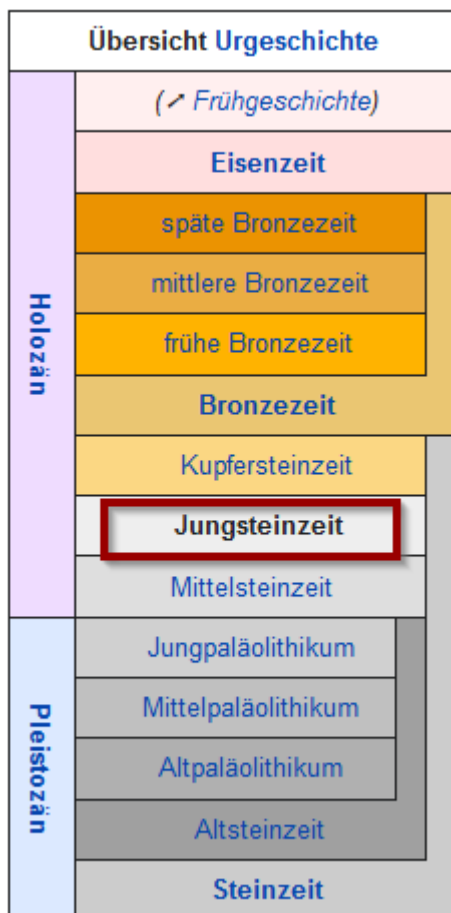 Übersicht Urgeschichte
Holozän
(↗ Frühgeschichte)
Eisenzeit
späte Bronzezeit
mittlere Bronzezeit
frühe Bronzezeit
Bronzezeit
Kupfersteinzeit
Jungsteinzeit
Mittelsteinzeit
Pleistozän
Jungpaläolithikum
Mittelpaläolithikum
Altpaläolithikum
Altsteinzeit
Steinzeit